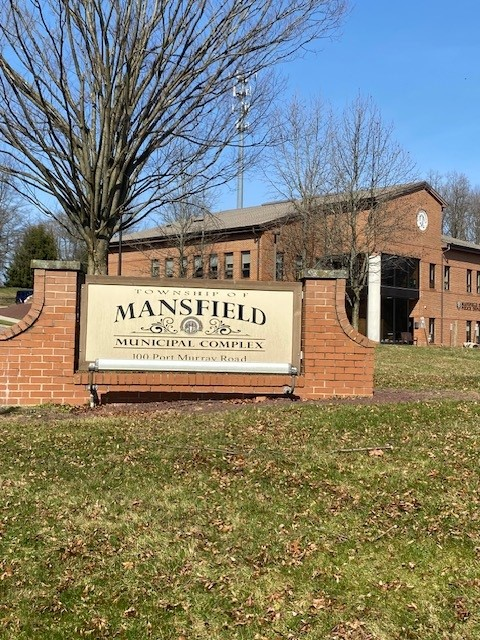 TOWNSHIP OF
MANSFIELD
MUNICIPAL COMPLEX
100 Port Murray Road